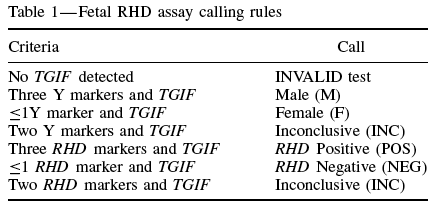 Table 1—Fetal RHD assay calling rules
Criteria Call
No TGIF detected INVALID test
Three Y markers and TGIF Male (M)
≤1Y marker and TGIF Female (F)
Two Y markers and TGIF Inconclusive (INC)
Three RHD markers and TGIF RHD Positive (POS)
≤1 RHD marker and TGIF RHD Negative (NEG)
Two RHD markers and TGIF Inconclusive (INC)